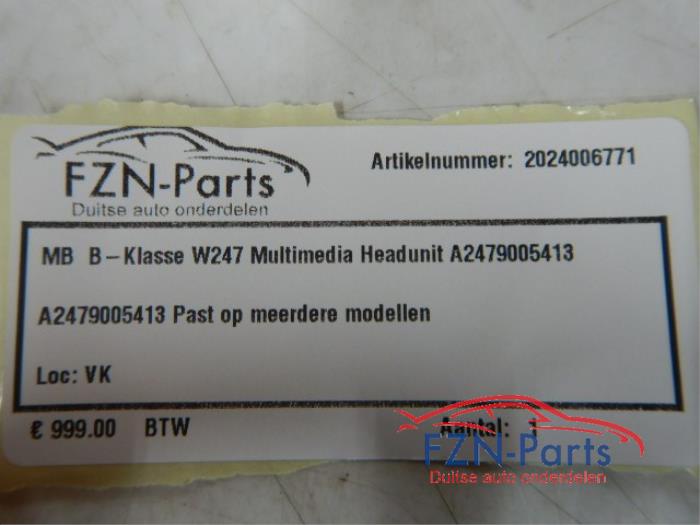 FZN-Parts
Duitse auto onderdelen
Artikelnummer: 2024006771
MB B-Klasse W247 Multimedia Headunit A2479005413
A2479005413 Past op meerdere modellen
Loc: VK
€ 999.00 BTW
Aantal: 1
FZN-Parts
Duitse auto onderdelen